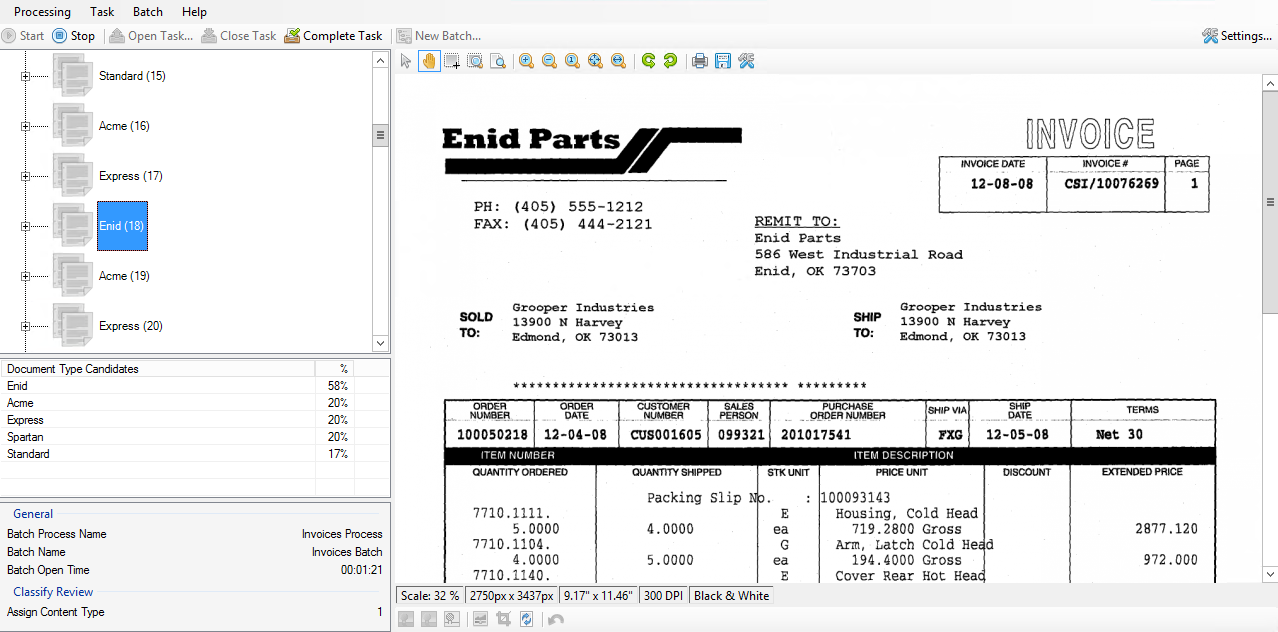 Processing Task Batch Help
Start Stop Open Task... Close Task Complete Task New Batch... Settings...
Standard (15)
Acme (16)
Express (17)
Enid (18)
Acme (19)
Express (20)
Document Type Candidates %
Enid 58%
Acme 20%
Express 20%
Spartan 20%
Standard 17%
General
Batch Process Name Invoices Process
Batch Name Invoices Batch
Batch Open Time 00:01:21
Classify Review
Assign Content Type 1
Enid Parts
INVOICE
INVOICE DATE INVOICE # PAGE
12-08-08 CSI/10076269 1
PH: (405) 555-1212
FAX: (405) 444-2121
REMIT TO:
Enid Parts
586 West Industrial Road
Enid, OK 73703
SOLD TO:
Grooper Industries
13900 N Harvey
Edmond, OK 73013
SHIP TO:
Grooper Industries
13900 N Harvey
Edmond, OK 73013
*********************************** *********
ORDER NUMBER ORDER DATE CUSTOMER NUMBER SALES PERSON PURCHASE ORDER NUMBER SHIP VIA SHIP DATE TERMS
100050218 12-04-08 CUS001605 099321 201017541 FXG 12-05-08 Net 30
ITEM NUMBER ITEM DESCRIPTION
QUANTITY ORDERED QUANTITY SHIPPED STK UNIT PRICE UNIT DISCOUNT EXTENDED PRICE
Packing Slip No. : 100093143
7710.1111. E Housing, Cold Head
5.0000 4.0000 ea 719.2800 Gross 2877.120
7710.1104. G Arm, Latch Cold Head
4.0000 5.0000 ea 194.4000 Gross 972.000
7710.1140. E Cover Rear Hot Head
Scale: 32 % 2750px x 3437px 9.17" x 11.46" 300 DPI Black & White